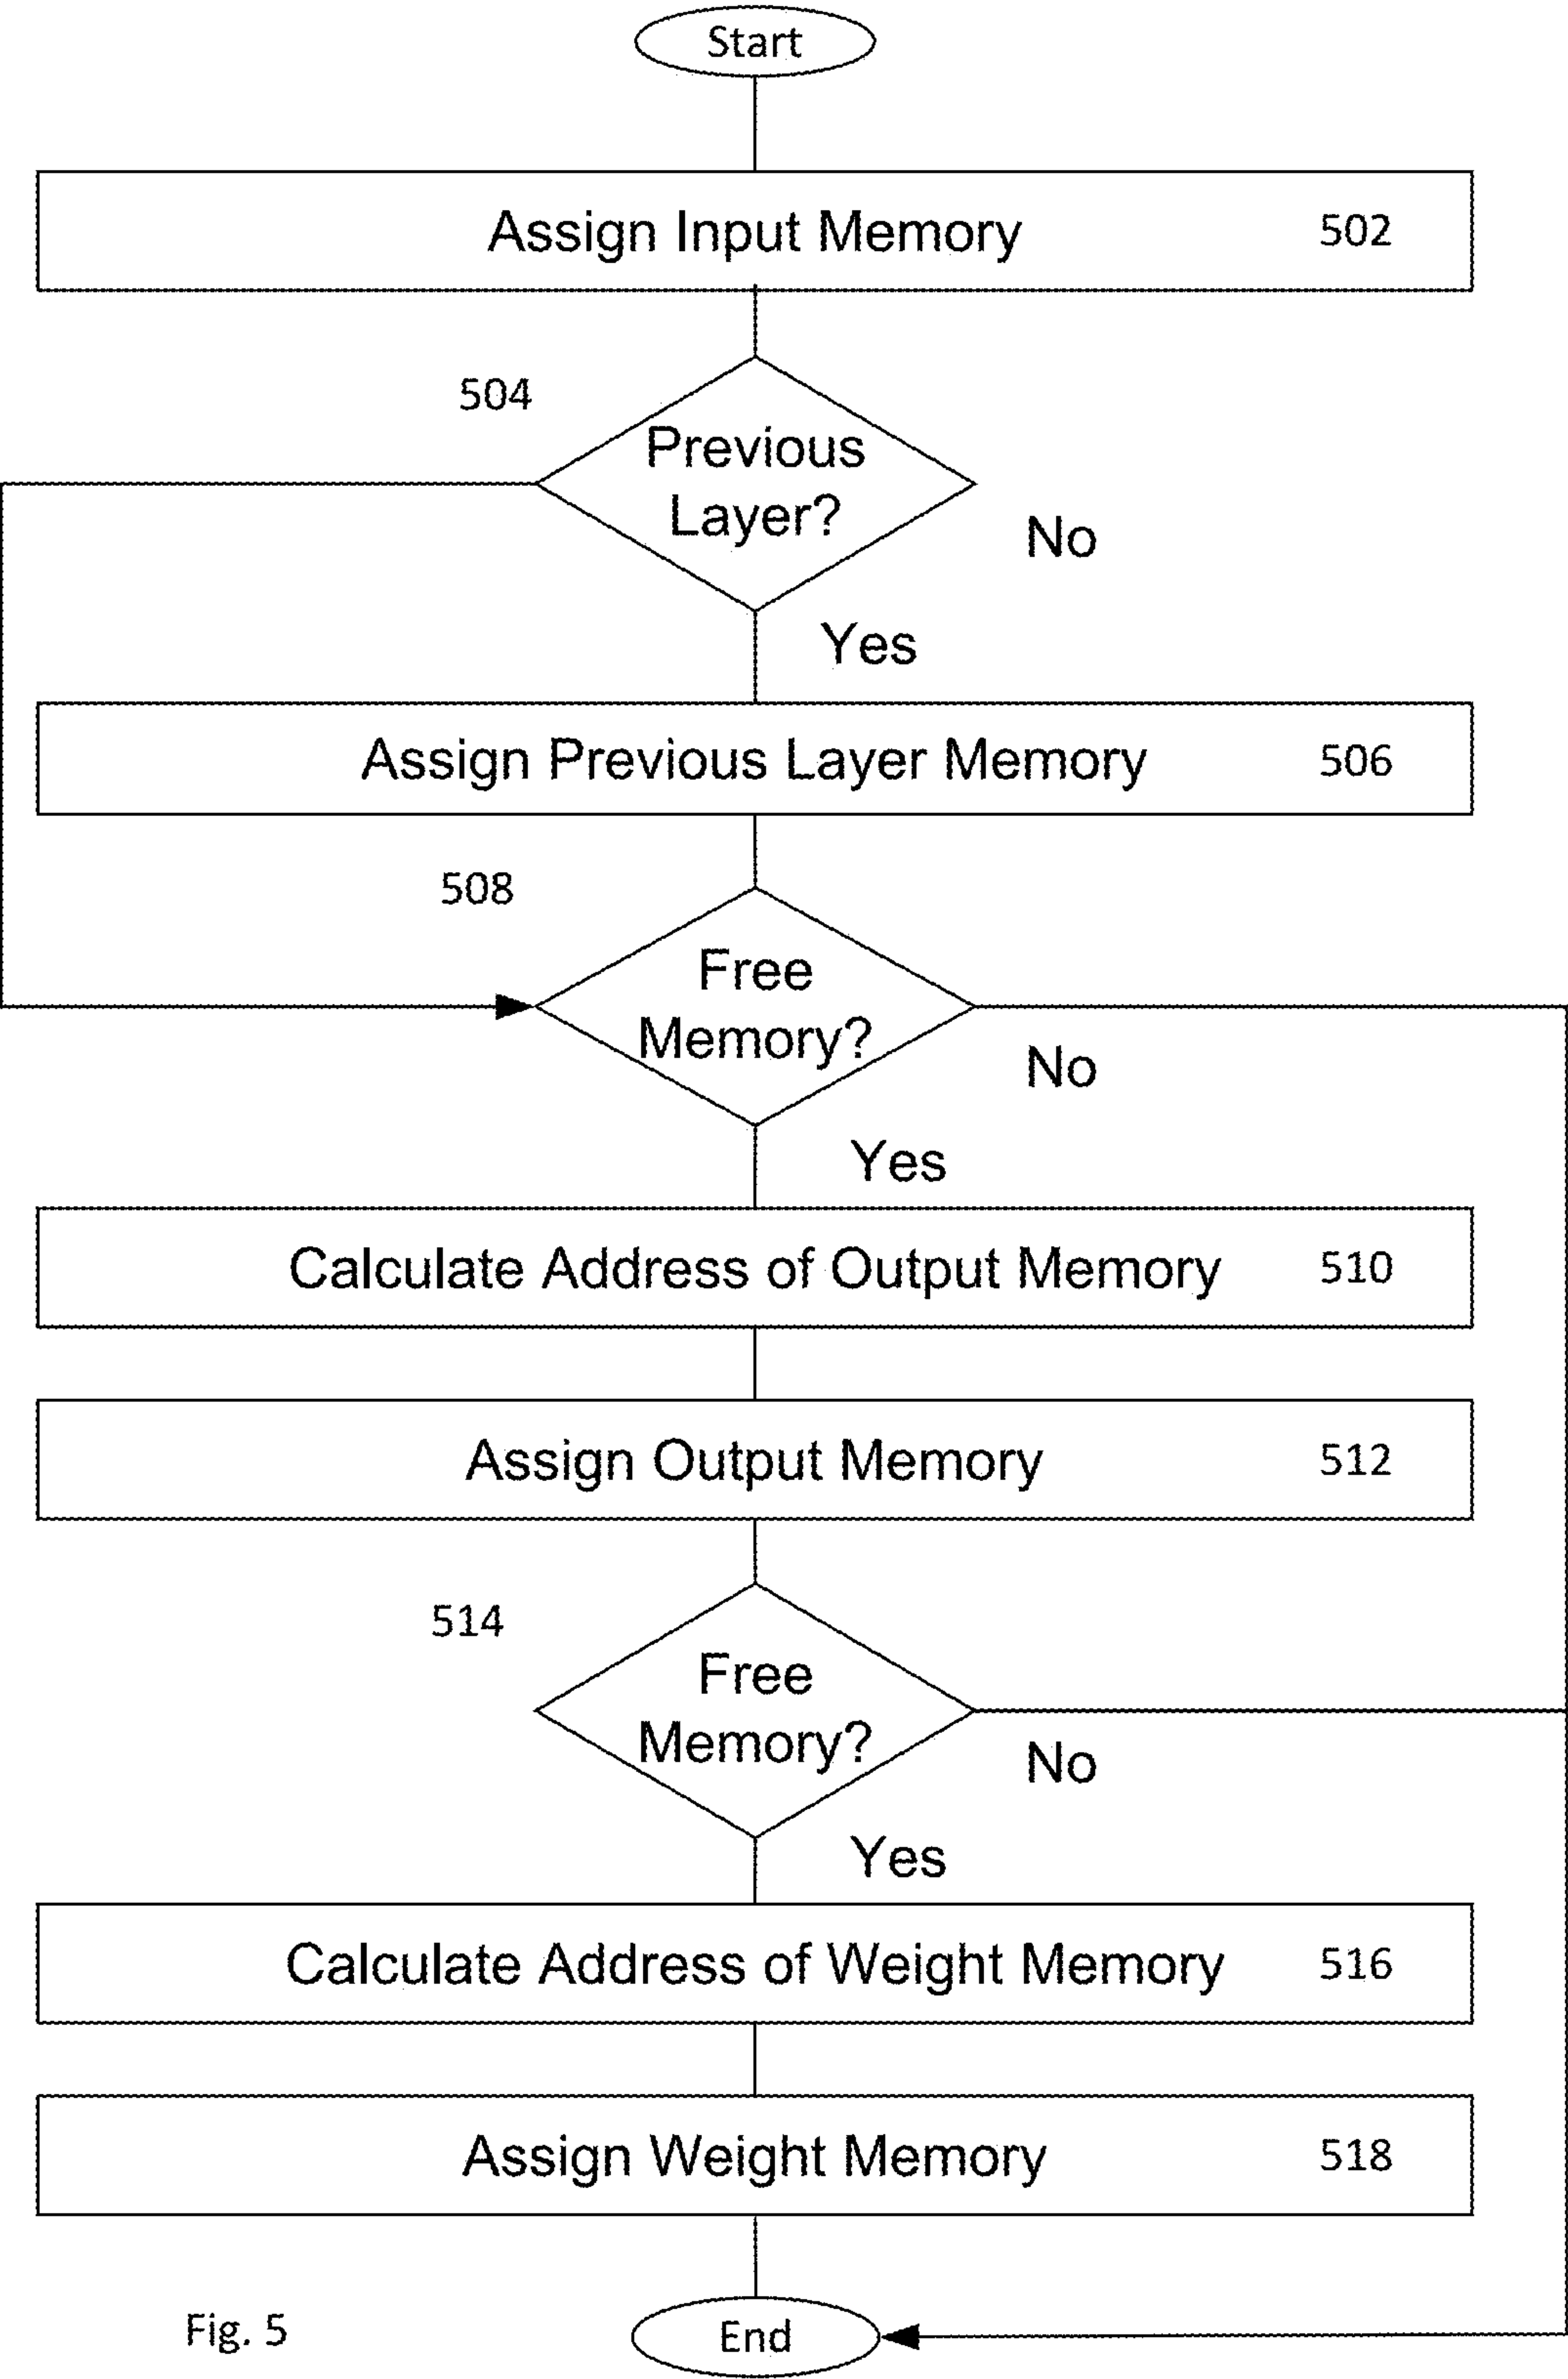 Start
Assign Input Memory 502
504
Previous
Layer?
No
Yes
Assign Previous Layer Memory 506
508
Free
Memory?
No
Yes
Calculate Address of Output Memory 510
Assign Output Memory 512
514
Free
Memory?
No
Yes
Calculate Address of Weight Memory 516
Assign Weight Memory 518
Fig. 5
End